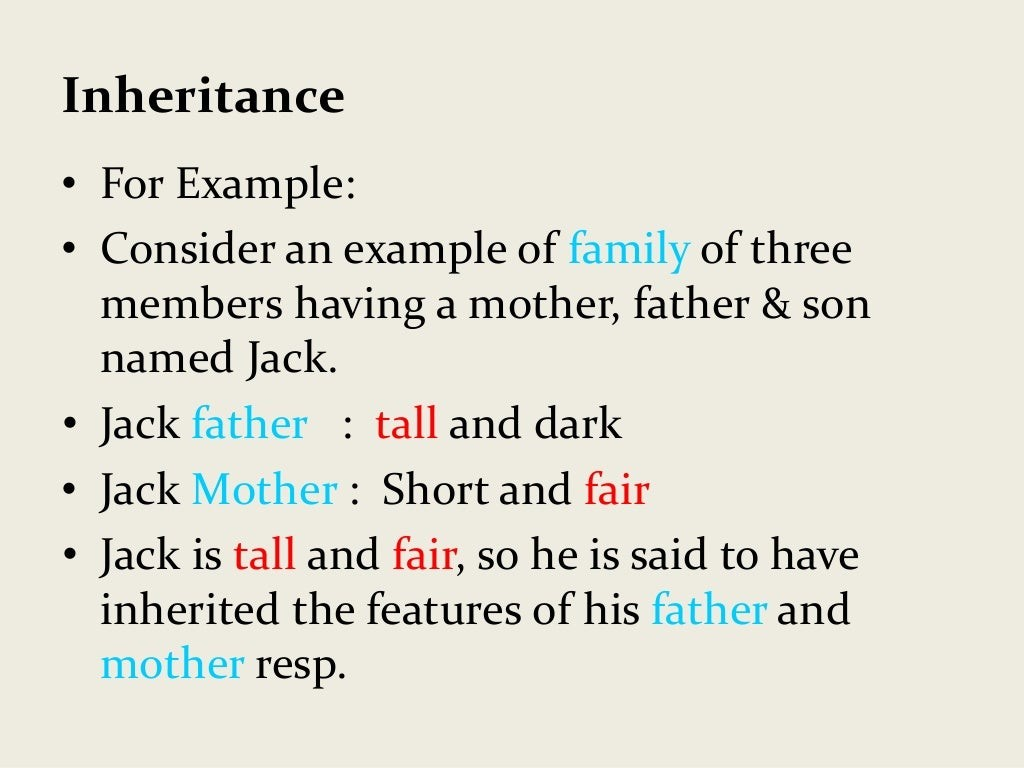 Inheritance
• For Example:
• Consider an example of family of three
members having a mother, father & son
named Jack.
• Jack father : tall and dark
• Jack Mother : Short and fair
• Jack is tall and fair, so he is said to have
inherited the features of his father and
mother resp.